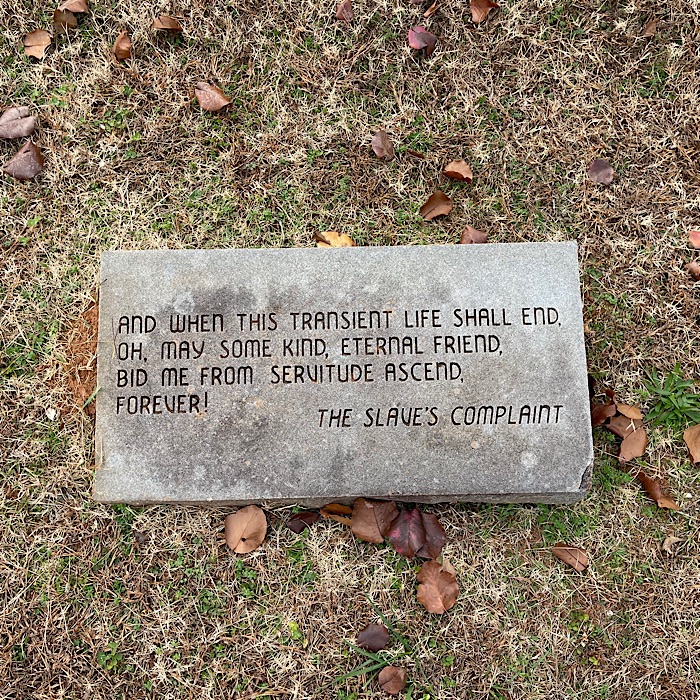 AND WHEN THIS TRANSIENT LIFE SHALL END,
OH, MAY SOME KIND, ETERNAL FRIEND,
BID ME FROM SERVITUDE ASCEND,
FOREVER!
THE SLAVE'S COMPLAINT